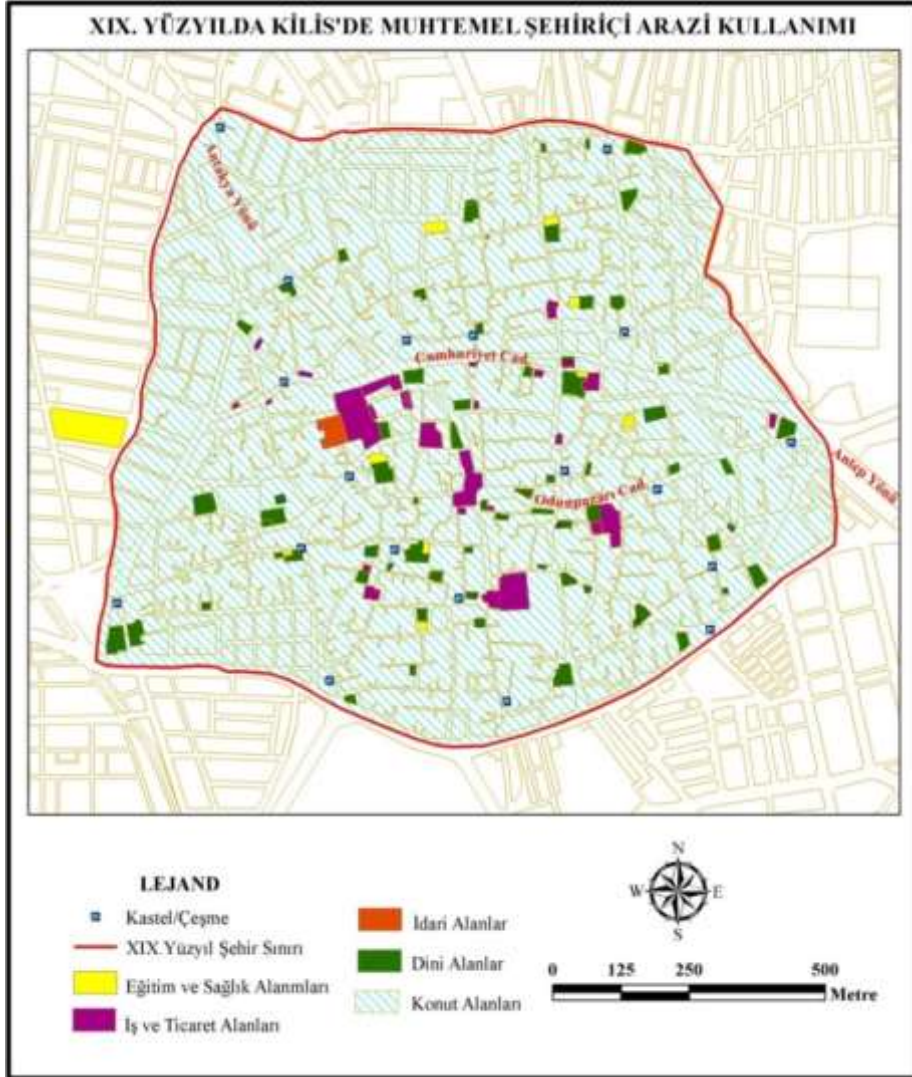 XIX. YÜZYILDA KİLİS'DE MUHTEMEL ŞEHİRİÇİ ARAZİ KULLANIMI
Antakya Yönü
Cumhuriyet Cad.
Antep Yönü
Odunpazarı Cad.
LEJAND
Kastel/Çeşme
XIX.Yüzyıl Şehir Sınırı
Eğitim ve Sağlık Alanmları
İş ve Ticaret Alanları
İdari Alanlar
Dini Alanlar
Konut Alanları
N
W E
S
0 125 250 500
Metre